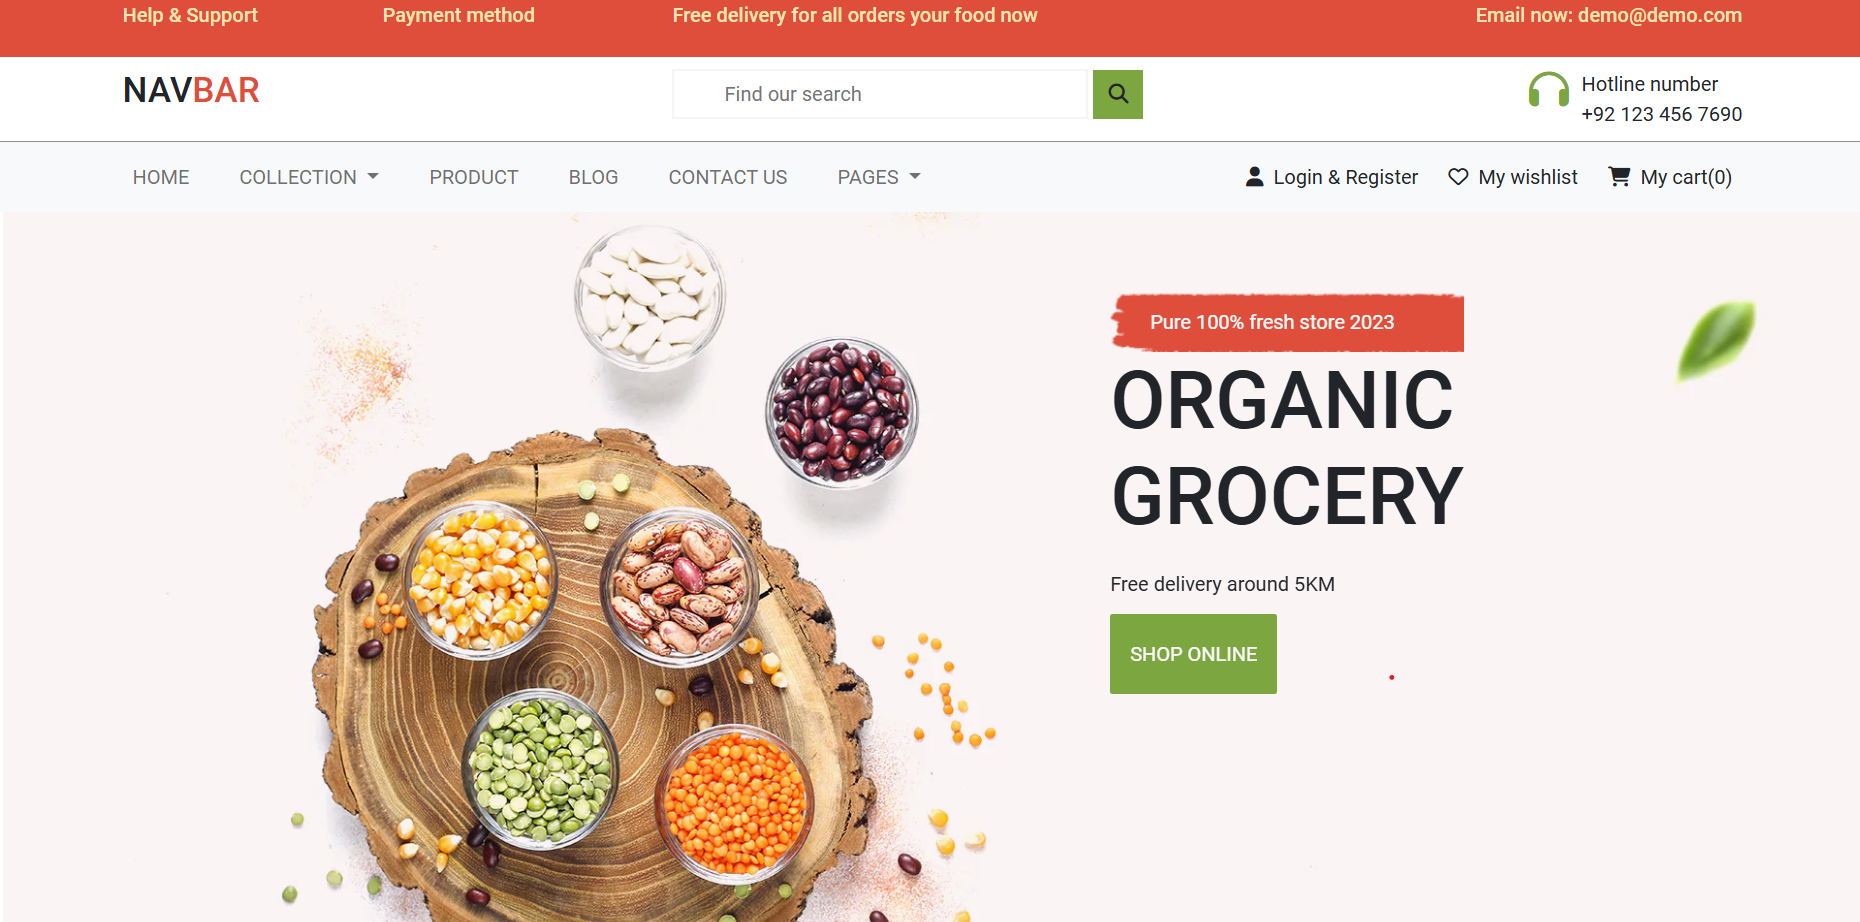 Help & Support
Payment method
Free delivery for all orders your food now
Email now: demo@demo.com
NAVBAR
Find our search
Hotline number
+92 123 456 7690
HOME
COLLECTION
PRODUCT
BLOG
CONTACT US
PAGES
Login & Register
My wishlist
My cart(0)
Pure 100% fresh store 2023
ORGANIC
GROCERY
Free delivery around 5KM
SHOP ONLINE